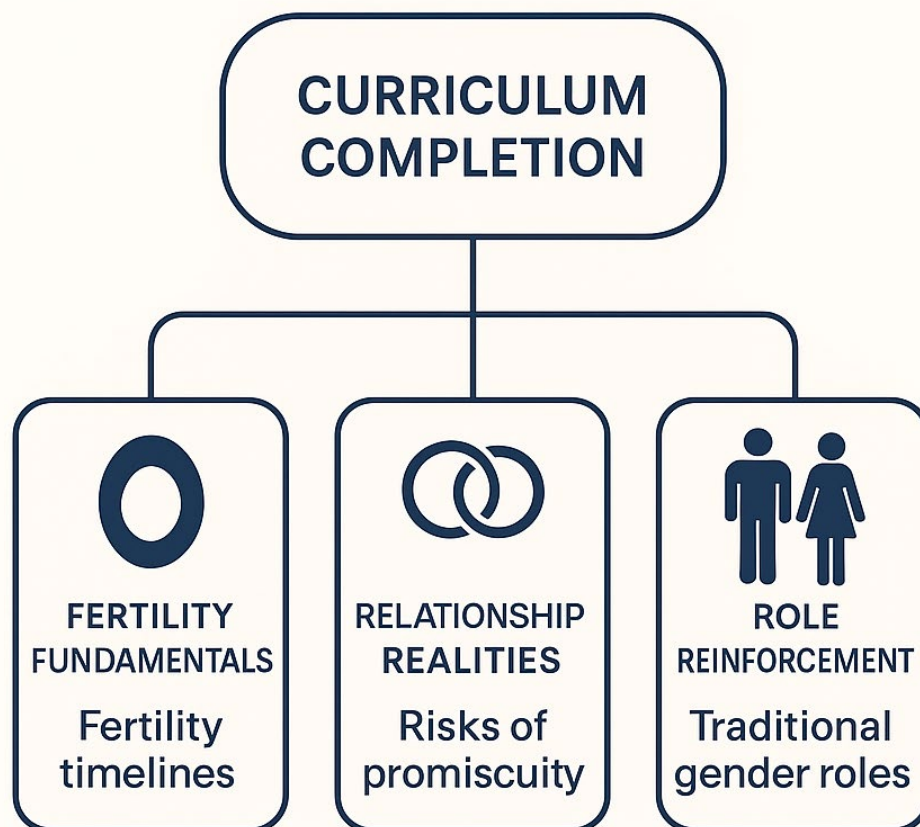 CURRICULUM
COMPLETION
FERTILITY
FUNDAMENTALS
Fertility
timelines
RELATIONSHIP
REALITIES
Risks of
promiscuity
ROLE
REINFORCEMENT
Traditional
gender roles